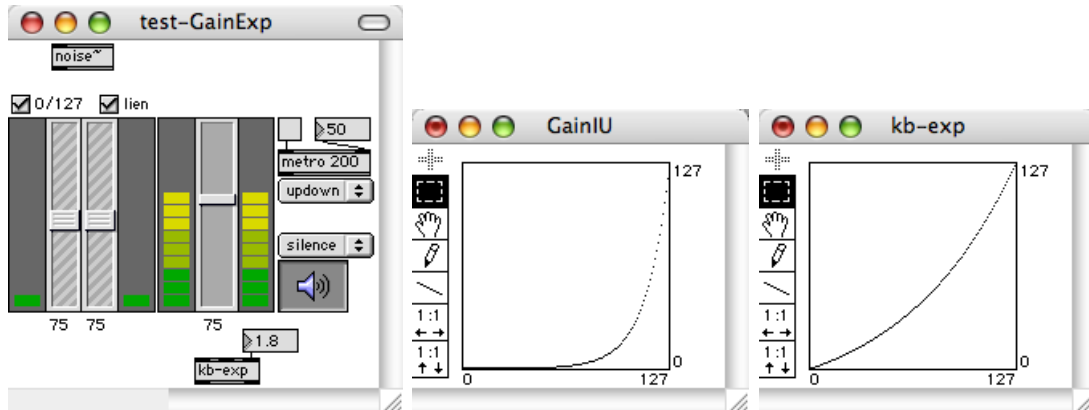 test-GainExp
noise~
0/127 lien
50
metro 200
updown
silence
75 75 75
1.8
kb-exp
GainIU
1:1
1:1
127
0
0 127
kb-exp
1:1
1:1
127
0
0 127